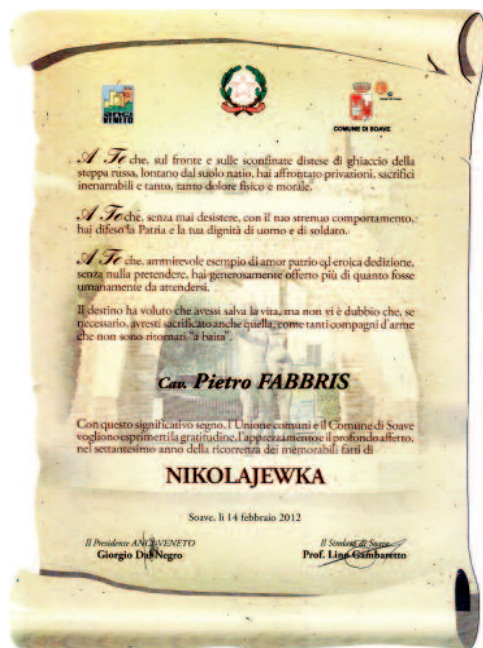 anci
VENETO
COMUNE DI SOAVE
A Te che, sul fronte e sulle sconfinate distese di ghiaccio della
steppa russa, lontano dal suolo natio, hai affrontato privazioni, sacrifici
inenarrabili e tanto, tanto dolore fisico e morale.
A Te che, senza mai desistere, con il tuo strenuo comportamento,
hai difeso la Patria e la tua dignità di uomo e di soldato.
A Te che, ammirevole esempio di amor patrio ed eroica dedizione,
senza nulla pretendere, hai generosamente offerto più di quanto fosse
umanamente da attendersi.
Il destino ha voluto che avessi salva la vita, ma non vi è dubbio che, se
necessario, avresti sacrificato anche quella, come tanti compagni d'arme
che non sono ritornati "a baita".
Cav. Pietro FABBRIS
Con questo significativo segno, l'Unione comuni e il Comune di Soave
vogliono esprimerti la gratitudine, l'apprezzamento e il profondo affetto,
nel settantesimo anno della ricorrenza dei memorabili fatti di
NIKOLAJEWKA
Soave, li 14 febbraio 2012
Il Presidente ANCI VENETO
Giorgio Dal Negro
Il Sindaco di Soave
Prof. Lino Gambaretto